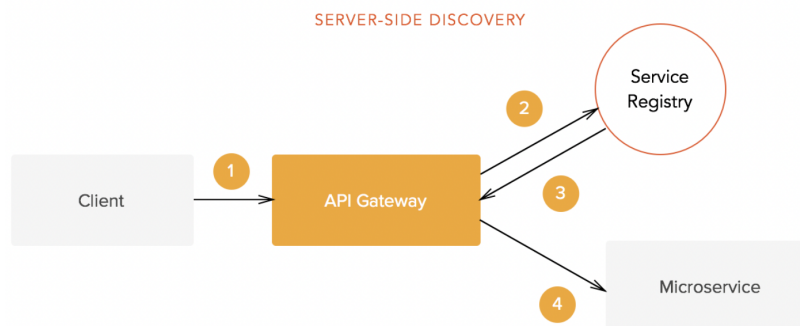 SERVER-SIDE DISCOVERY
Service
Registry
2
1
Client
API Gateway
3
Microservice
4